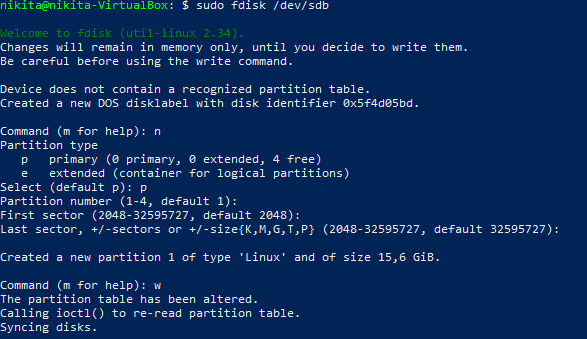 nikita@nikita-VirtualBox: $ sudo fdisk /dev/sdb
Welcome to fdisk (util-linux 2.34).
Changes will remain in memory only, until you decide to write them.
Be careful before using the write command.
Device does not contain a recognized partition table.
Created a new DOS disklabel with disk identifier 0x5f4d05bd.
Command (m for help): n
Partition type
p   primary (0 primary, 0 extended, 4 free)
e   extended (container for logical partitions)
Select (default p): p
Partition number (1-4, default 1):
First sector (2048-32595727, default 2048):
Last sector, +/-sectors or +/-size{K,M,G,T,P} (2048-32595727, default 32595727):
Created a new partition 1 of type 'Linux' and of size 15,6 GiB.
Command (m for help): w
The partition table has been altered.
Calling ioctl() to re-read partition table.
Syncing disks.